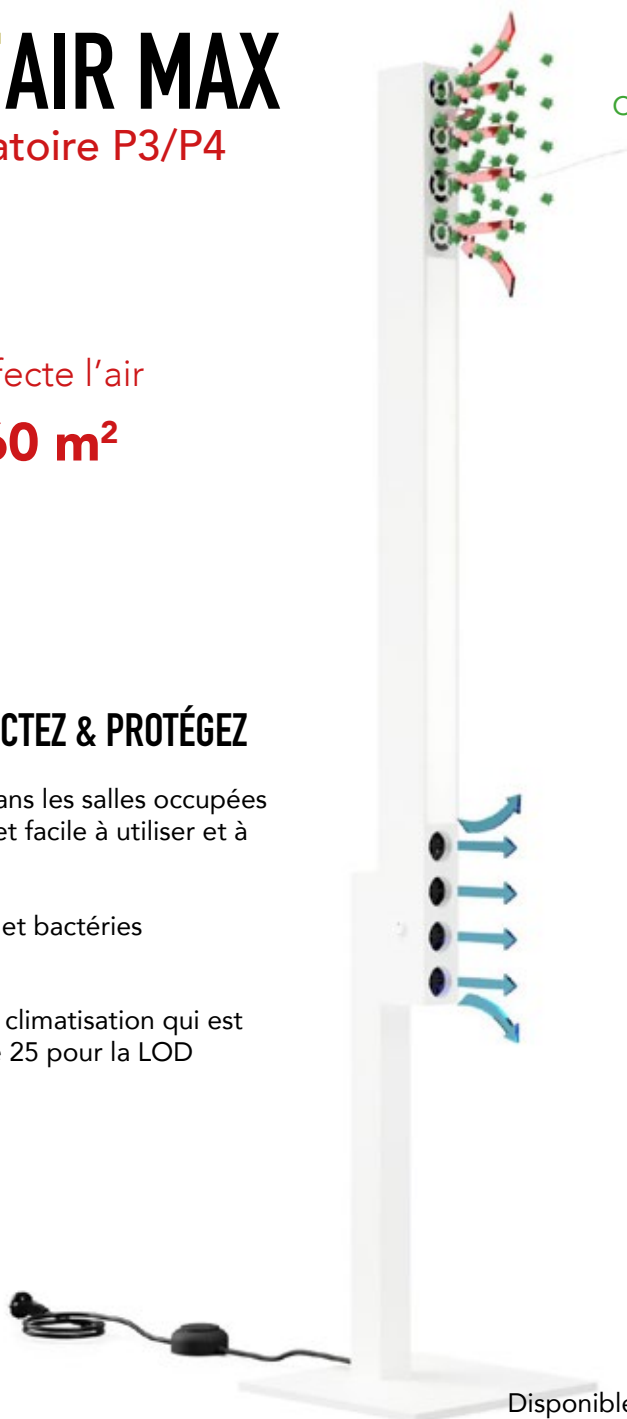 'AIR MAX
atoire P3/P4
C
fecte l'air
60 m²
CTEZ & PROTÉGEZ
ans les salles occupées
et facile à utiliser et à
et bactéries
climatisation qui est
e 25 pour la LOD
Disponible